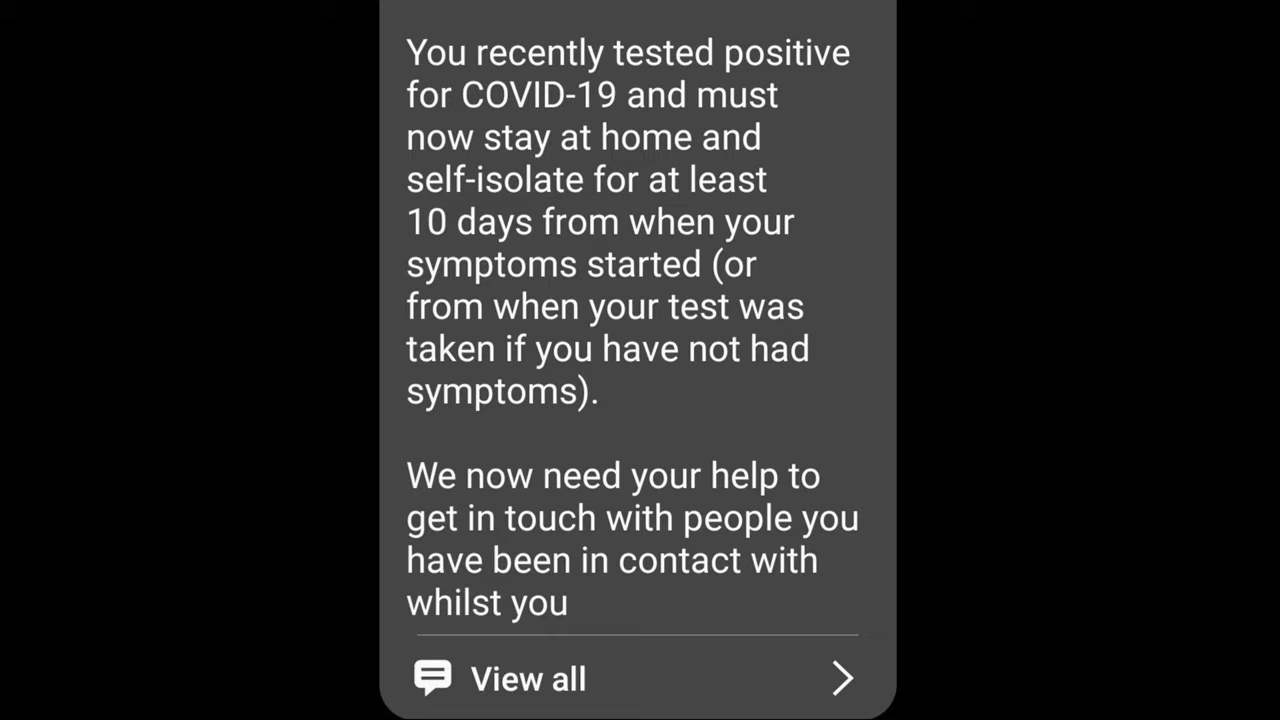 You recently tested positive
for COVID-19 and must
now stay at home and
self-isolate for at least
10 days from when your
symptoms started (or
from when your test was
taken if you have not had
symptoms).
We now need your help to
get in touch with people you
have been in contact with
whilst you
View all